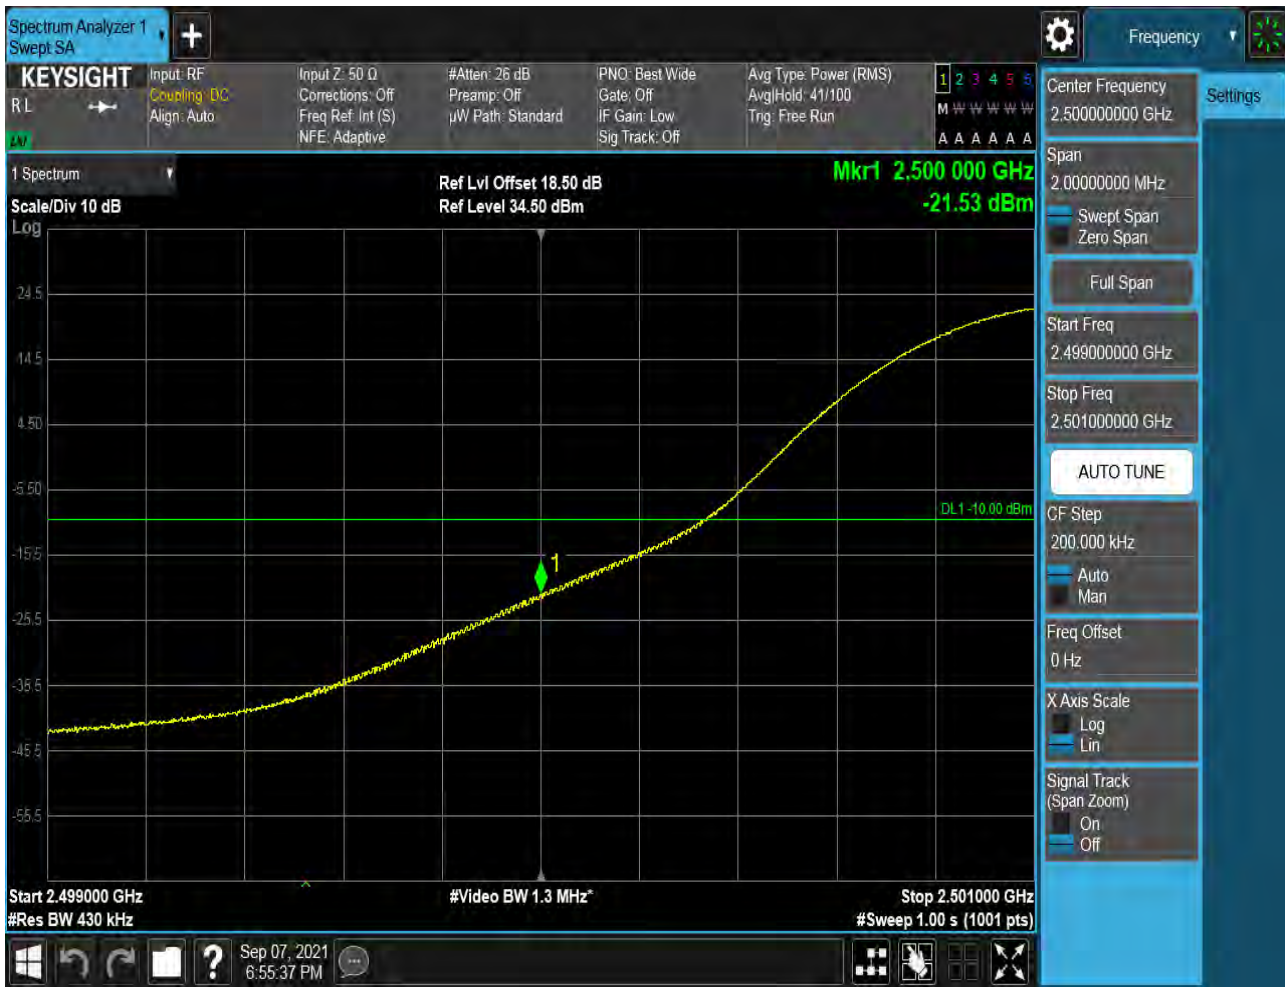 Spectrum Analyzer 1
Swept SA
Frequency
KEYSIGHT
R L
Input: RF
Coupling: DC
Align: Auto
Input Z: 50 Ω
Corrections: Off
Freq Ref: Int (S)
NFE: Adaptive
#Atten: 26 dB
Preamp: Off
µW Path: Standard
PNO: Best Wide
Gate: Off
IF Gain: Low
Sig Track: Off
Avg Type: Power (RMS)
Avg|Hold: 41/100
Trig: Free Run
1 2 3 4 5 6
M W W W W W
A A A A A A
1 Spectrum
Scale/Div 10 dB
Log
Ref Lvl Offset 18.50 dB
Ref Level 34.50 dBm
Mkr1 2.500 000 GHz
-21.53 dBm
24.5
14.5
4.50
-5.50
-15.5
-25.5
-35.5
-45.5
-55.5
DL1 -10.00 dBm
1
Start 2.499000 GHz
#Res BW 430 kHz
#Video BW 1.3 MHz*
Stop 2.501000 GHz
#Sweep 1.00 s (1001 pts)
Center Frequency
2.500000000 GHz
Span
2.00000000 MHz
Swept Span
Zero Span
Full Span
Start Freq
2.499000000 GHz
Stop Freq
2.501000000 GHz
AUTO TUNE
CF Step
200.000 kHz
Auto
Man
Freq Offset
0 Hz
X Axis Scale
Log
Lin
Signal Track
(Span Zoom)
On
Off
Settings
?
Sep 07, 2021
6:55:37 PM